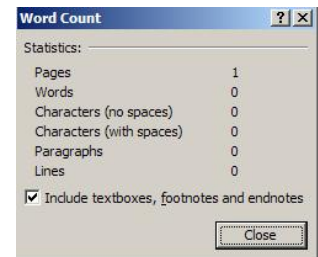 Word Count
Statistics:
Pages 1
Words 0
Characters (no spaces) 0
Characters (with spaces) 0
Paragraphs 0
Lines 0
Include textboxes, footnotes and endnotes
Close